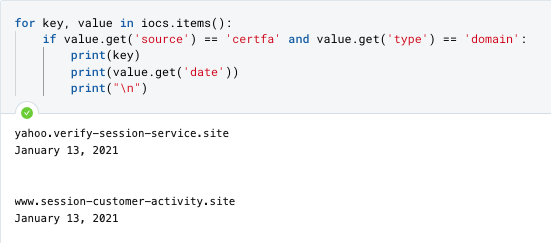 for key, value in iocs.items():
    if value.get('source') == 'certfa' and value.get('type') == 'domain':
        print(key)
        print(value.get('date'))
        print("\n")
yahoo.verify-session-service.site
January 13, 2021
www.session-customer-activity.site
January 13, 2021